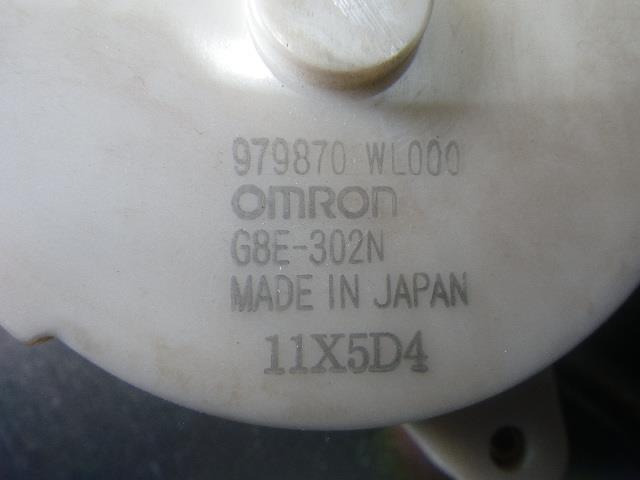 979870 WL000
OMRON
G8E-302N
MADE IN JAPAN
11X5D4